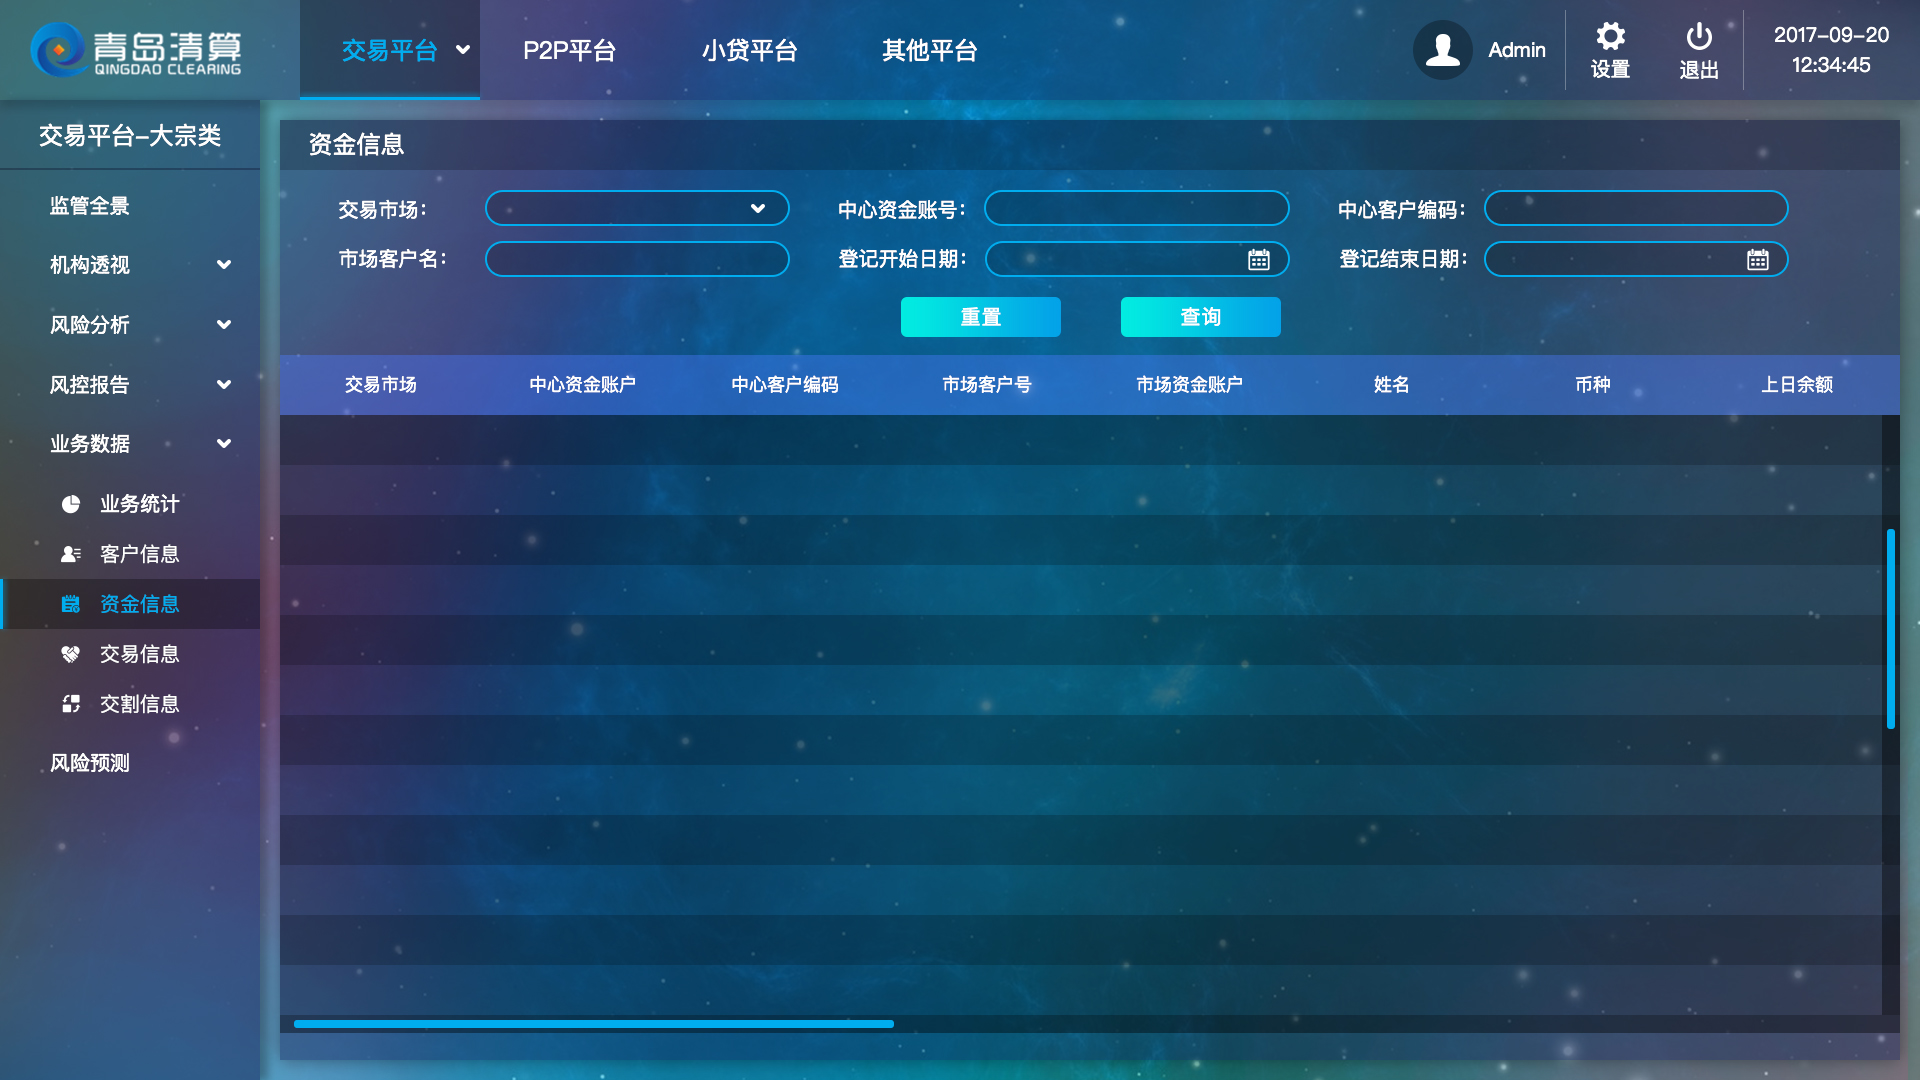 青岛清算
QINGDAO CLEARING
交易平台
P2P平台
小贷平台
其他平台
Admin
设置
退出
2017-09-20
12:34:45
交易平台-大宗类
监管全景
机构透视
风险分析
风控报告
业务数据
业务统计
客户信息
资金信息
交易信息
交割信息
风险预测
资金信息
交易市场：
中心资金账号：
中心客户编码：
市场客户名：
登记开始日期：
登记结束日期：
重置
查询
交易市场 中心资金账户 中心客户编码 市场客户号 市场资金账户 姓名 币种 上日余额